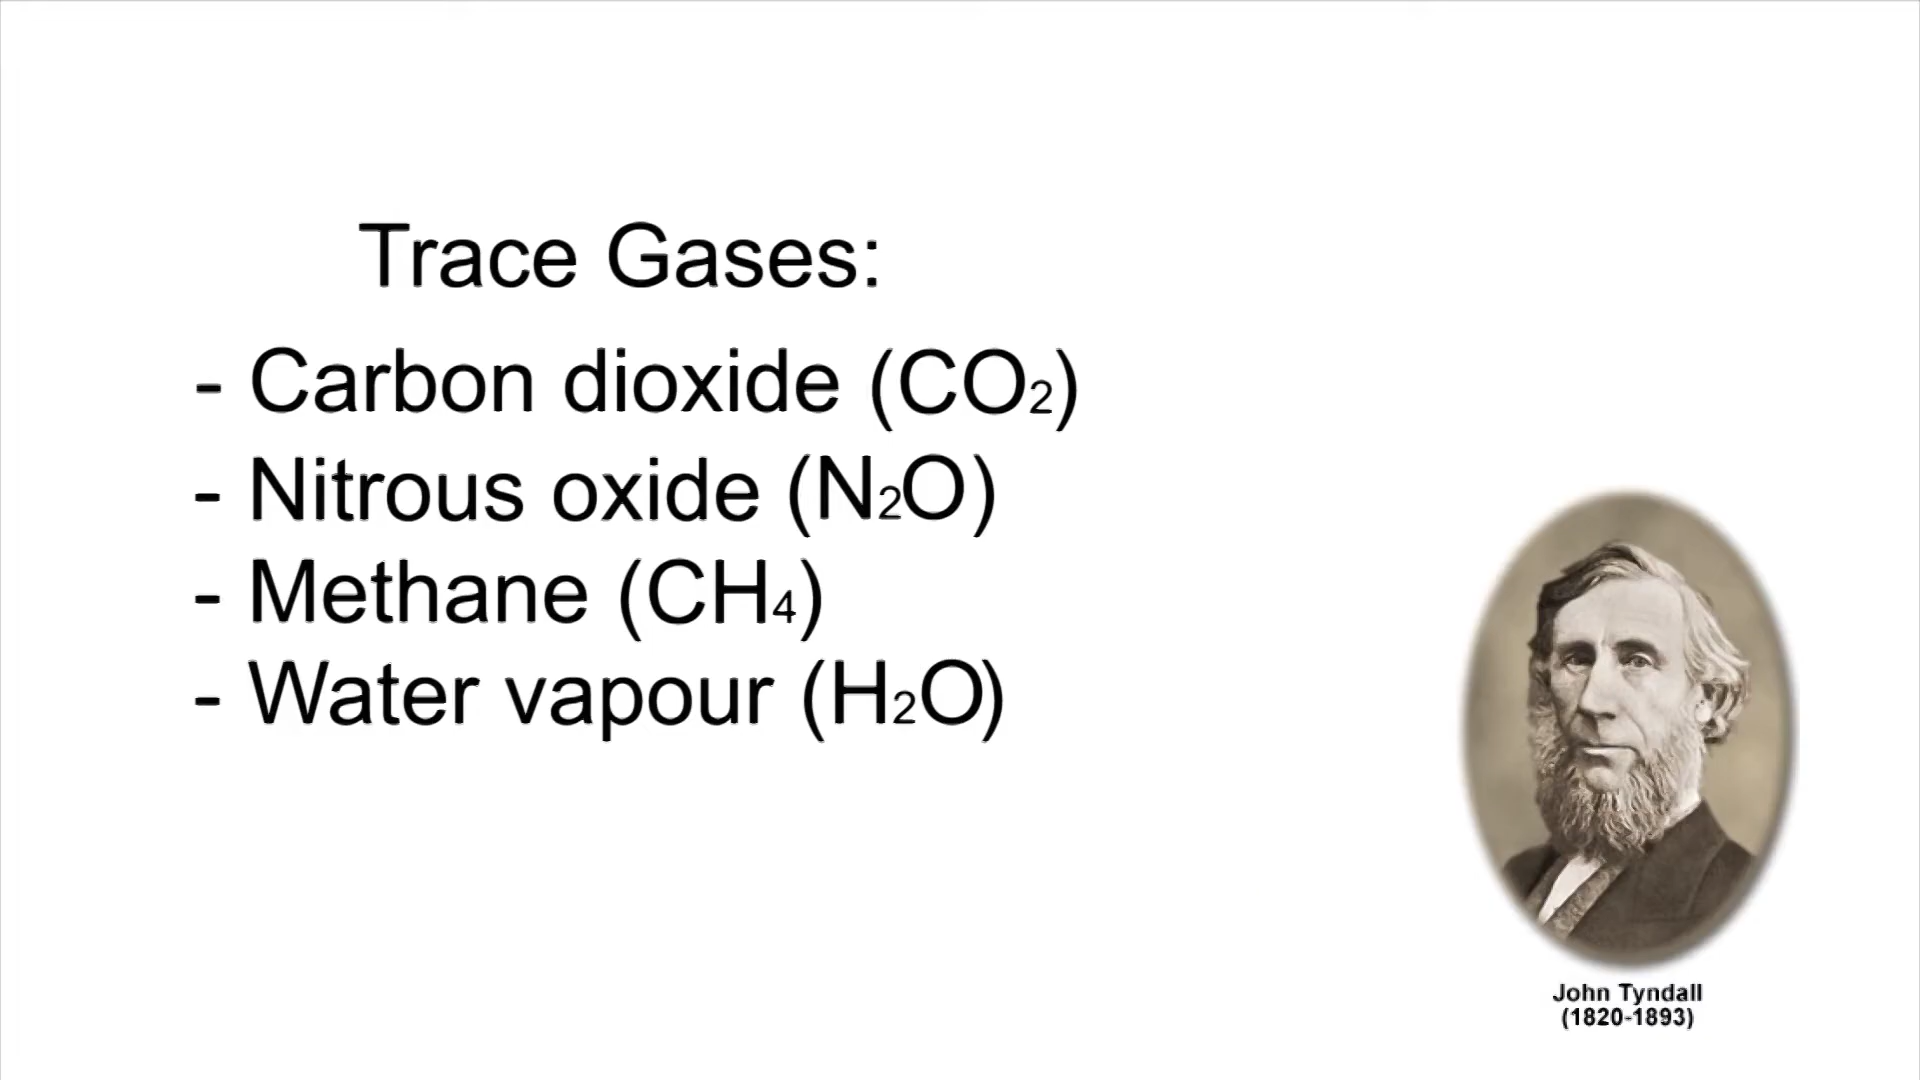 Trace Gases:
- Carbon dioxide (CO₂)
- Nitrous oxide (N₂O)
- Methane (CH₄)
- Water vapour (H₂O)
John Tyndall
(1820-1893)